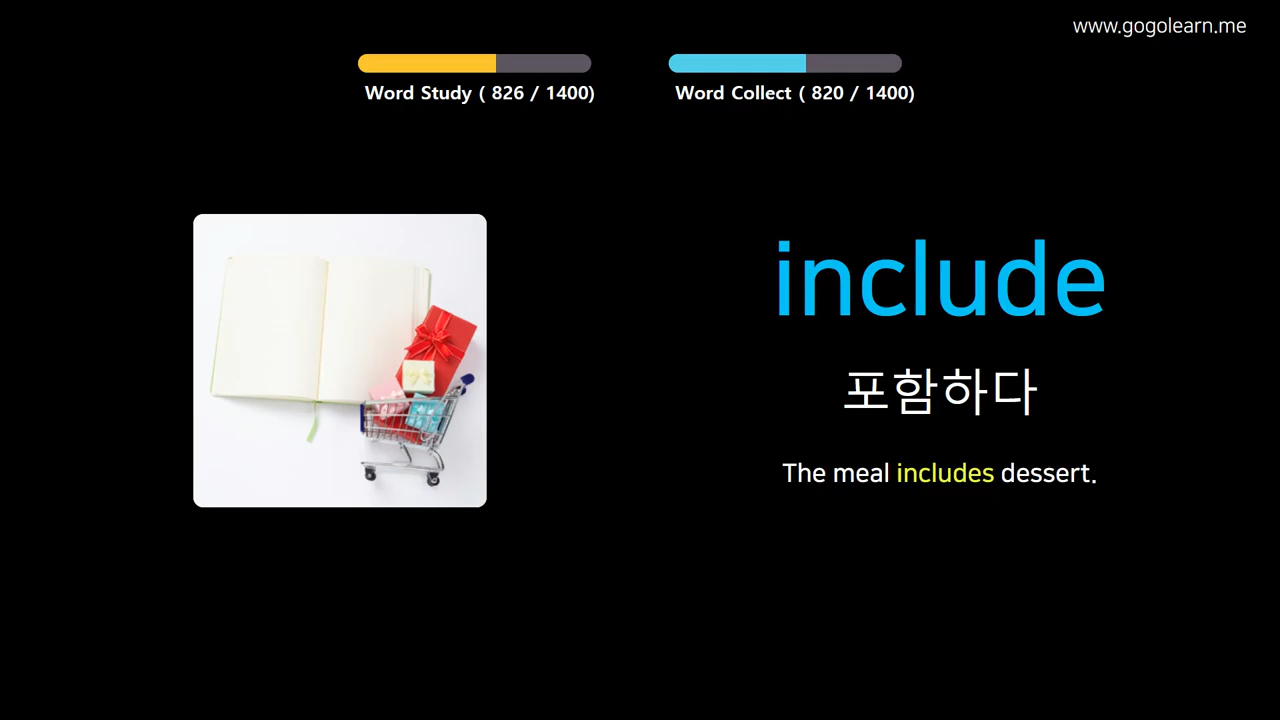 www.gogolearn.me
Word Study ( 826 / 1400)
Word Collect ( 820 / 1400)
include
포함하다
The meal includes dessert.